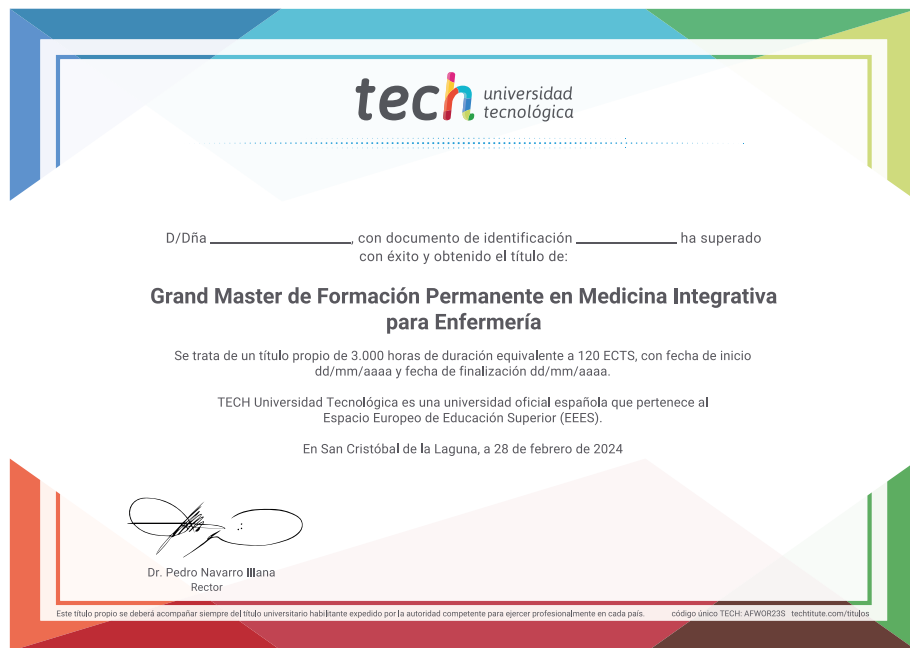 tech universidad
tecnológica
D/Dña ____________________, con documento de identificación ______________ ha superado
con éxito y obtenido el título de:
Grand Master de Formación Permanente en Medicina Integrativa
para Enfermería
Se trata de un título propio de 3.000 horas de duración equivalente a 120 ECTS, con fecha de inicio
dd/mm/aaaa y fecha de finalización dd/mm/aaaa.
TECH Universidad Tecnológica es una universidad oficial española que pertenece al
Espacio Europeo de Educación Superior (EEES).
En San Cristóbal de la Laguna, a 28 de febrero de 2024
Dr. Pedro Navarro Illana
Rector
Este título propio se deberá acompañar siempre del título universitario habilitante expedido por la autoridad competente para ejercer profesionalmente en cada país. código único TECH: AFWOR23S techtitute.com/titulos